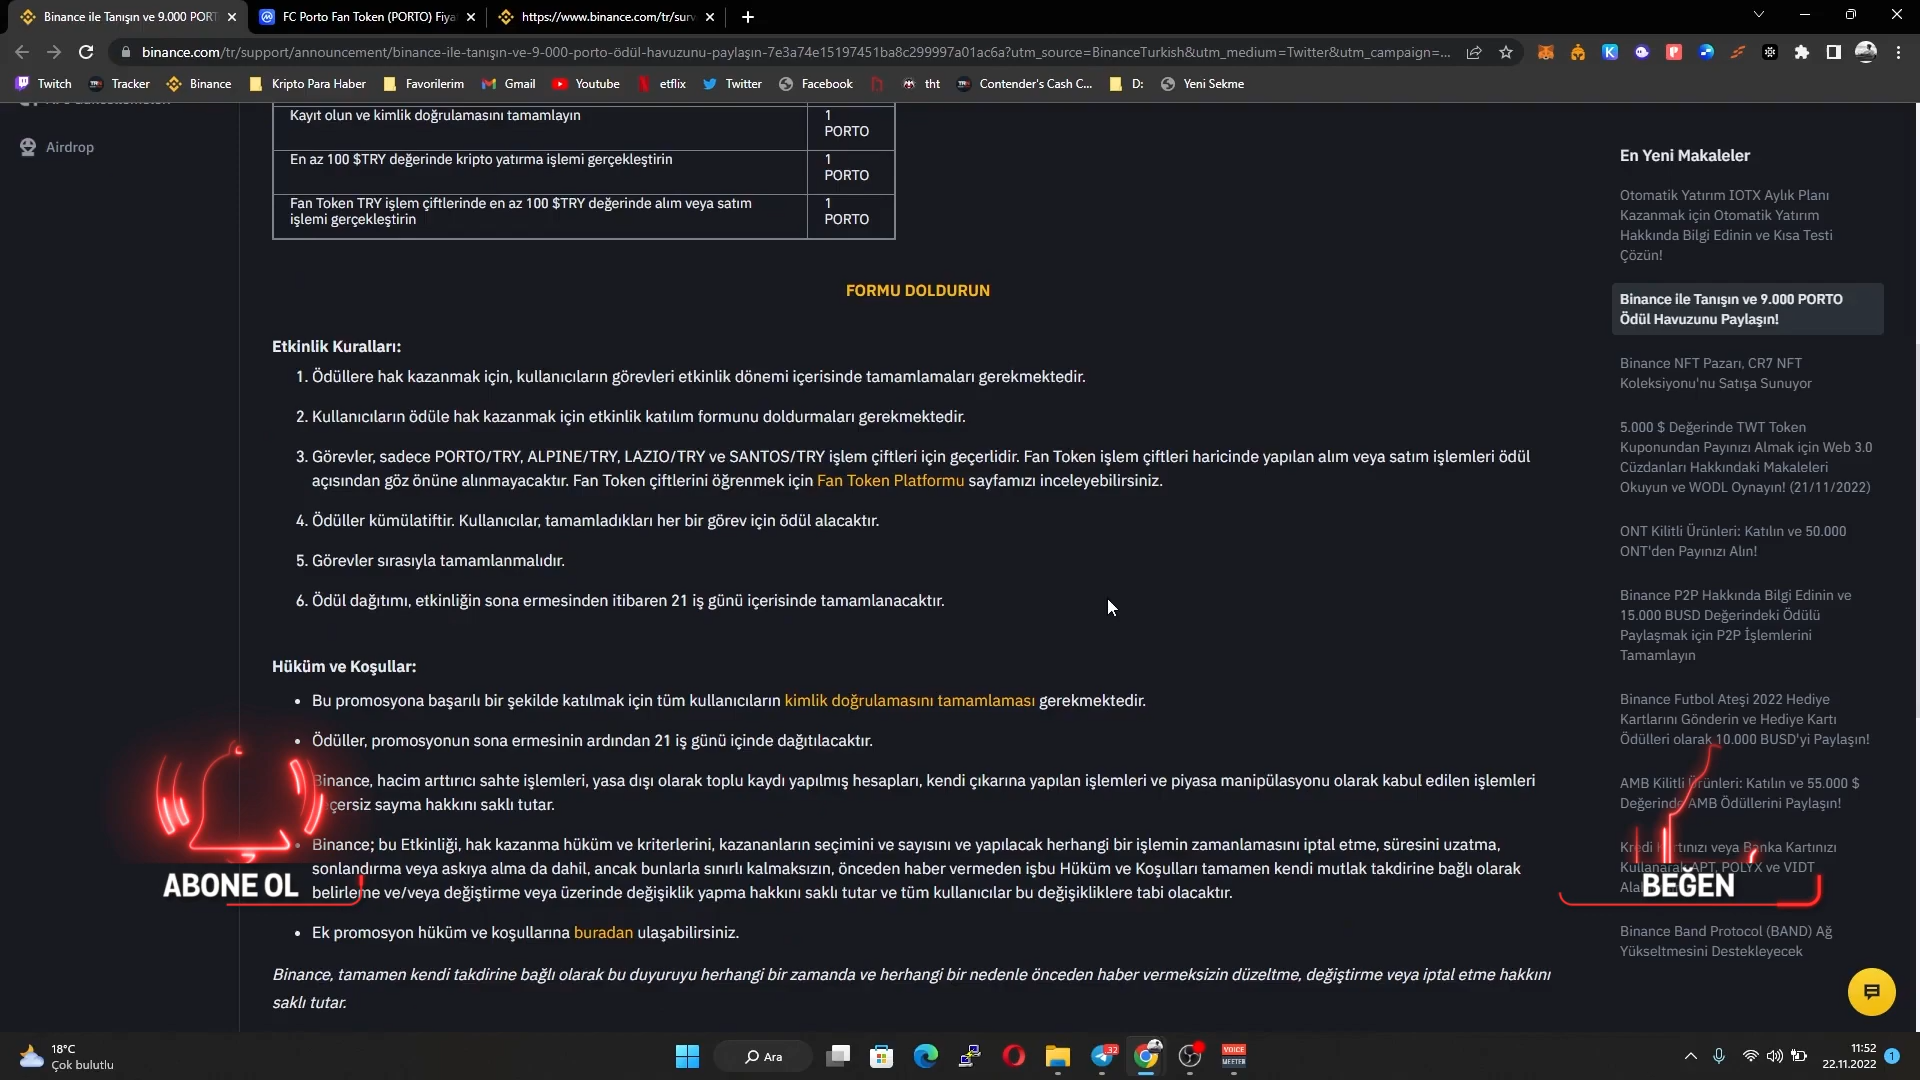 Binance ile Tanışın ve 9.000 PORT
FC Porto Fan Token (PORTO) Fiya
https://www.binance.com/tr/surv
binance.com/tr/support/announcement/binance-ile-tanışın-ve-9-000-porto-ödül-havuzunu-paylaşın-7e3a74e15197451ba8c299997a01ac6a?utm_source=BinanceTurkish&utm_medium=Twitter&utm_campaign=...
Twitch
Tracker
Binance
Kripto Para Haber
Favorilerim
Gmail
Youtube
etflix
Twitter
Facebook
tht
Contender's Cash C...
D:
Yeni Sekme
Airdrop
Kayıt olun ve kimlik doğrulamasını tamamlayın
1
PORTO
En az 100 $TRY değerinde kripto yatırma işlemi gerçekleştirin
1
PORTO
Fan Token TRY işlem çiftlerinde en az 100 $TRY değerinde alım veya satım
işlemi gerçekleştirin
1
PORTO
FORMU DOLDURUN
Etkinlik Kuralları:
1. Ödüllere hak kazanmak için, kullanıcıların görevleri etkinlik dönemi içerisinde tamamlamaları gerekmektedir.
2. Kullanıcıların ödüle hak kazanmak için etkinlik katılım formunu doldurmaları gerekmektedir.
3. Görevler, sadece PORTO/TRY, ALPINE/TRY, LAZIO/TRY ve SANTOS/TRY işlem çiftleri için geçerlidir. Fan Token işlem çiftleri haricinde yapılan alım veya satım işlemleri ödül
açısından göz önüne alınmayacaktır. Fan Token çiftlerini öğrenmek için Fan Token Platformu sayfamızı inceleyebilirsiniz.
4. Ödüller kümülatiftir. Kullanıcılar, tamamladıkları her bir görev için ödül alacaktır.
5. Görevler sırasıyla tamamlanmalıdır.
6. Ödül dağıtımı, etkinliğin sona ermesinden itibaren 21 iş günü içerisinde tamamlanacaktır.
Hüküm ve Koşullar:
• Bu promosyona başarılı bir şekilde katılmak için tüm kullanıcıların kimlik doğrulamasını tamamlaması gerekmektedir.
• Ödüller, promosyonun sona ermesinin ardından 21 iş günü içinde dağıtılacaktır.
Binance, hacim arttırıcı sahte işlemleri, yasa dışı olarak toplu kaydı yapılmış hesapları, kendi çıkarına yapılan işlemleri ve piyasa manipülasyonu olarak kabul edilen işlemleri
eçersiz sayma hakkını saklı tutar.
• Binance; bu Etkinliği, hak kazanma hüküm ve kriterlerini, kazananların seçimini ve sayısını ve yapılacak herhangi bir işlemin zamanlamasını iptal etme, süresini uzatma,
sonlandırma veya askıya alma da dahil, ancak bunlarla sınırlı kalmaksızın, önceden haber vermeden işbu Hüküm ve Koşulları tamamen kendi mutlak takdirine bağlı olarak
belirleme ve/veya değiştirme veya üzerinde değişiklik yapma hakkını saklı tutar ve tüm kullanıcılar bu değişikliklere tabi olacaktır.
• Ek promosyon hüküm ve koşullarına buradan ulaşabilirsiniz.
Binance, tamamen kendi takdirine bağlı olarak bu duyuruyu herhangi bir zamanda ve herhangi bir nedenle önceden haber vermeksizin düzeltme, değiştirme veya iptal etme hakkını
saklı tutar.
ABONE OL
En Yeni Makaleler
Otomatik Yatırım IOTX Aylık Planı
Kazanmak için Otomatik Yatırım
Hakkında Bilgi Edinin ve Kısa Testi
Çözün!
Binance ile Tanışın ve 9.000 PORTO
Ödül Havuzunu Paylaşın!
Binance NFT Pazarı, CR7 NFT
Koleksiyonu'nu Satışa Sunuyor
5.000 $ Değerinde TWT Token
Kuponundan Payınızı Almak için Web 3.0
Cüzdanları Hakkındaki Makaleleri
Okuyun ve WODL Oynayın! (21/11/2022)
ONT Kilitli Ürünleri: Katılın ve 50.000
ONT'den Payınızı Alın!
Binance P2P Hakkında Bilgi Edinin ve
15.000 BUSD Değerindeki Ödülü
Paylaşmak için P2P İşlemlerini
Tamamlayın
Binance Futbol Ateşi 2022 Hediye
Kartlarını Gönderin ve Hediye Kartı
Ödülleri olarak 10.000 BUSD'yi Paylaşın!
AMB Kilitli Ürünleri: Katılın ve 55.000 $
Değerinde AMB Ödüllerini Paylaşın!
Kredi Kartınızı veya Banka Kartınızı
Kullanarak APT, POLYX ve VIDT
Ala
BEĞEN
Binance Band Protocol (BAND) Ağ
Yükseltmesini Destekleyecek
18°C
Çok bulutlu
Ara
32
VOICE
MEETER
11:52
22.11.2022
1